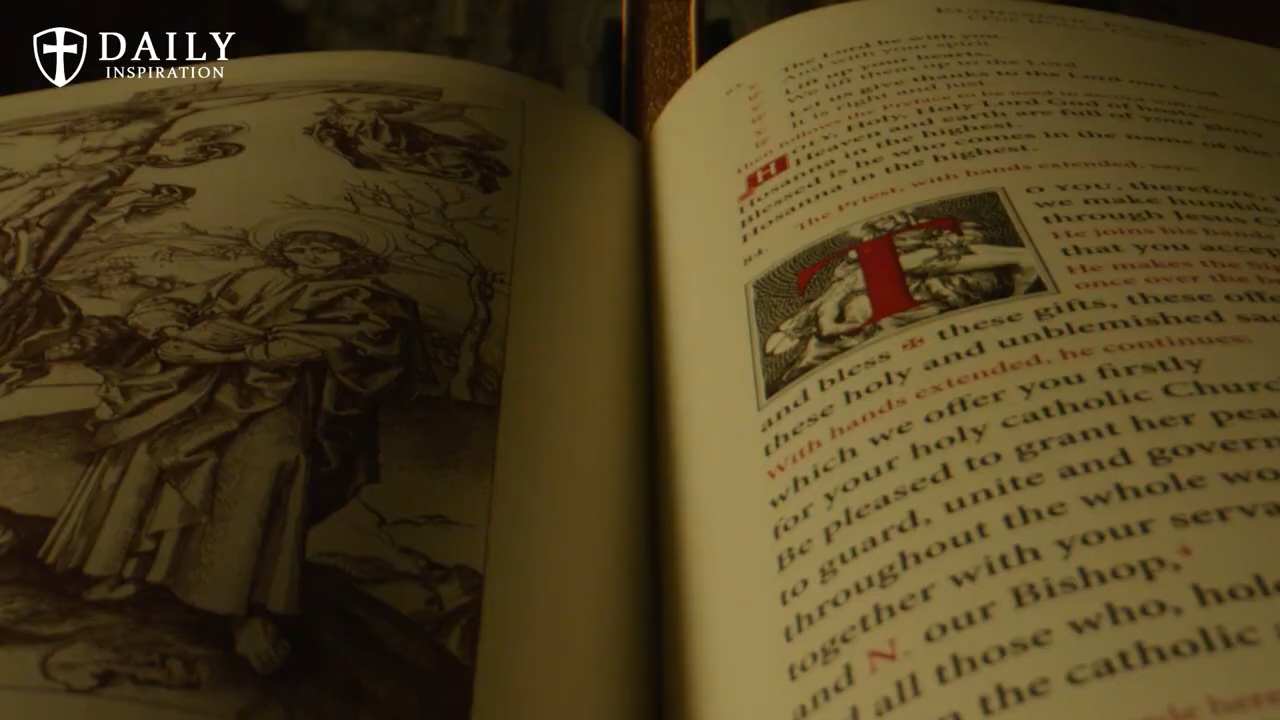 DAILY
INSPIRATION
The Lord be with you.
And with your spirit.
Lift up your hearts.
We lift them up to the Lord.
Let us give thanks to the Lord our God.
It is right and just.
Holy, Holy Lord God of hosts.
Heaven and earth are full of your glory.
Hosanna in the highest.
Blessed is he who comes in the name of the
Hosanna in the highest.
84. The Priest, with hands extended, says:
To you, therefore,
we make humble
through Jesus
He joins his hands
that you accep
He makes the
once over the
and bless ✠ these gifts, these offe
these holy and unblemished sac
With hands extended, he continues:
which we offer you firstly
for your holy catholic Churc
Be pleased to grant her pea
to guard, unite and govern
throughout the whole wo
together with your serva
and N. our Bishop,*
all those who, hol
the catholic